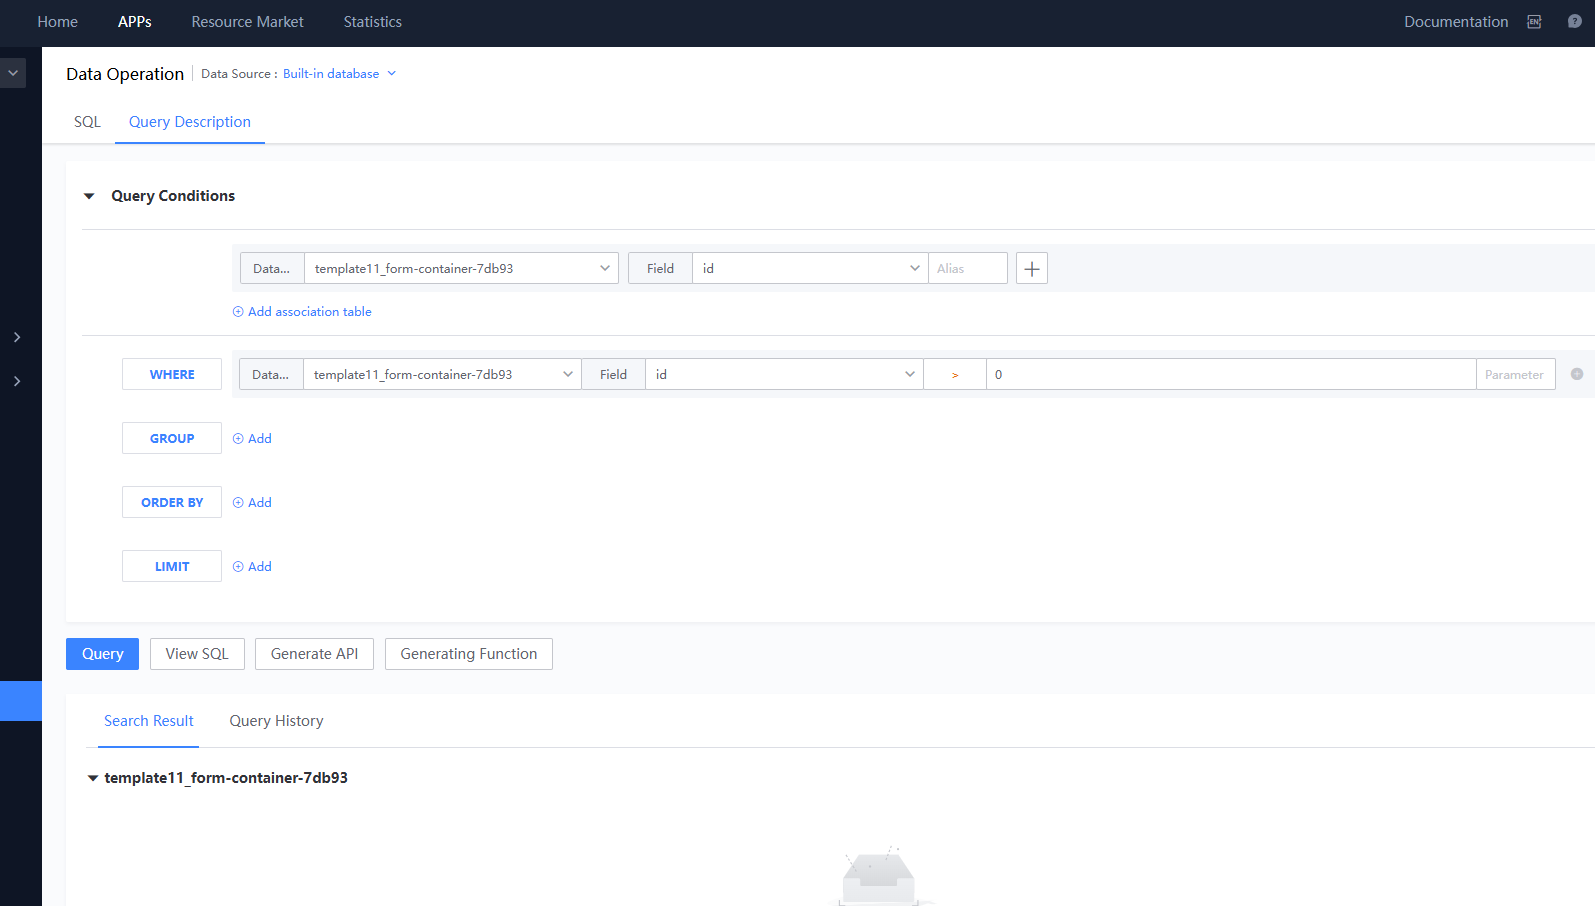 Home APPs Resource Market Statistics Documentation EN ?
Data Operation Data Source : Built-in database
SQL Query Description
Query Conditions
Data... template11_form-container-7db93 Field id Alias
Add association table
WHERE Data... template11_form-container-7db93 Field id > 0 Parameter
GROUP Add
ORDER BY Add
LIMIT Add
Query View SQL Generate API Generating Function
Search Result Query History
template11_form-container-7db93